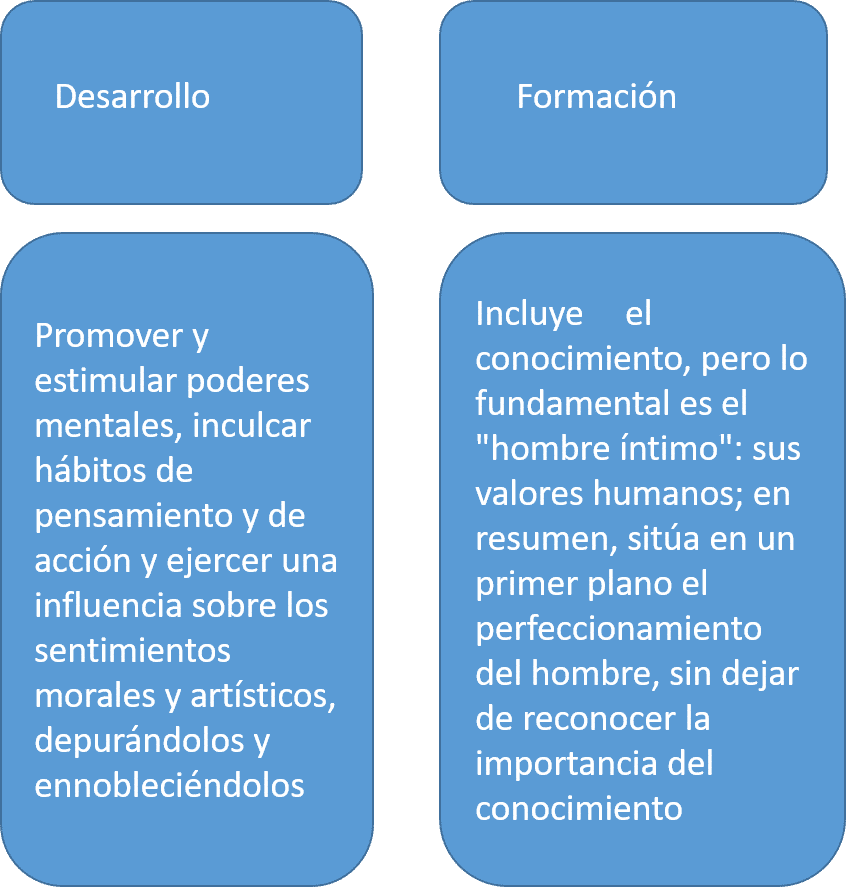 Desarrollo
Formación
Promover y
estimular poderes
mentales, inculcar
hábitos de
pensamiento y de
acción y ejercer una
influencia sobre los
sentimientos
morales y artísticos,
depurándolos y
ennobleciéndolos
Incluye el
conocimiento, pero lo
fundamental es el
"hombre íntimo": sus
valores humanos; en
resumen, sitúa en un
primer plano el
perfeccionamiento
del hombre, sin dejar
de reconocer la
importancia del
conocimiento